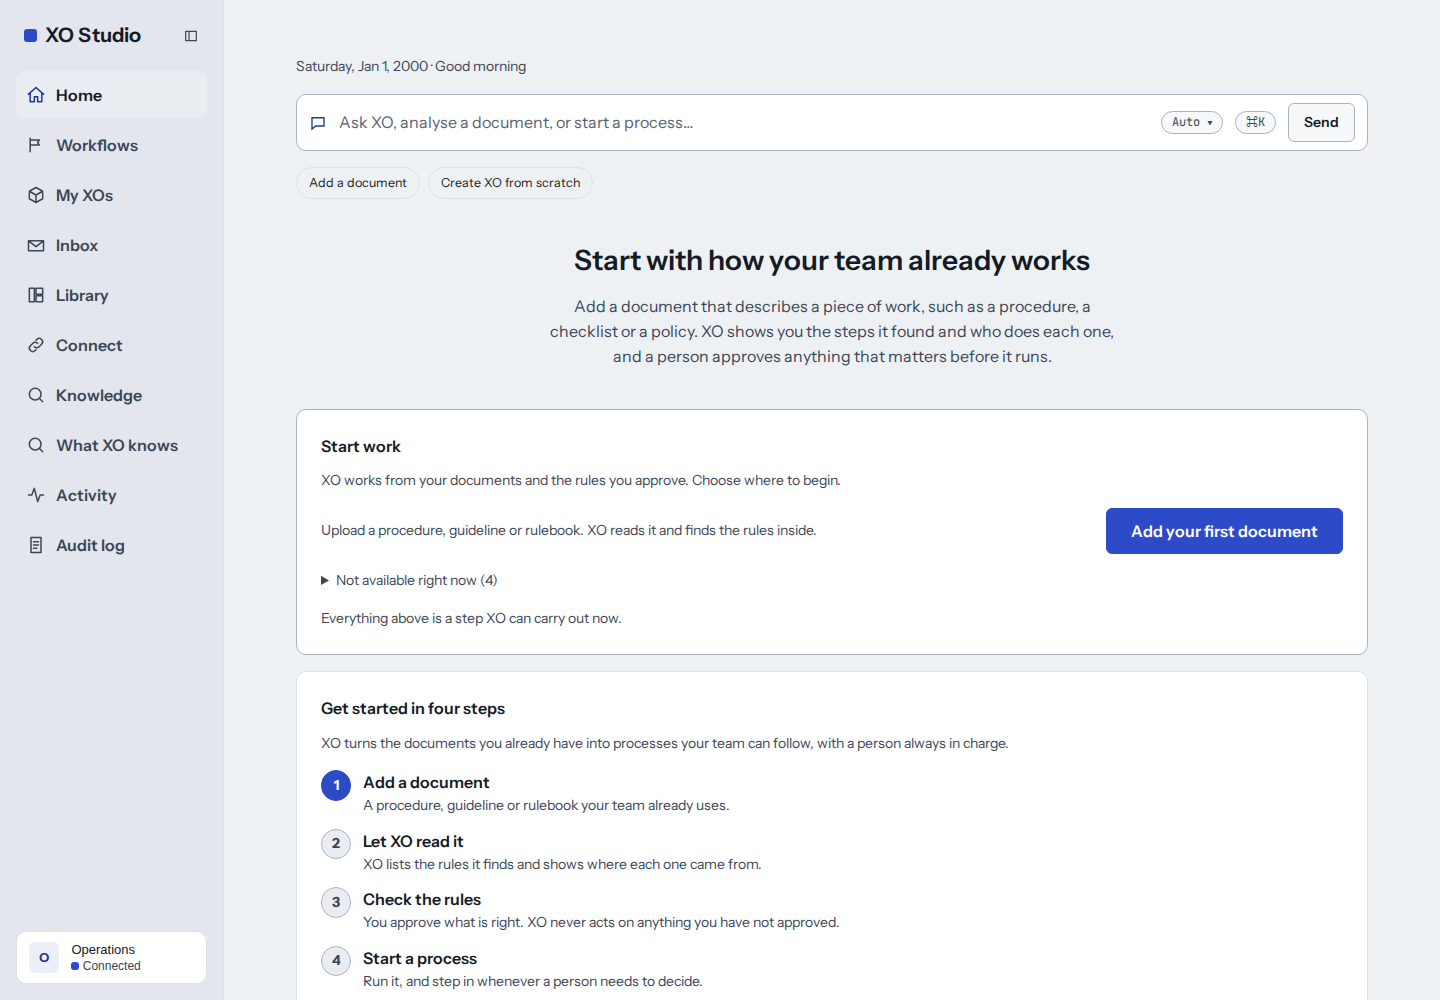 XO Studio
Home
Workflows
My XOs
Inbox
Library
Connect
Knowledge
What XO knows
Activity
Audit log
O
Operations
Connected
Saturday, Jan 1, 2000 · Good morning
Ask XO, analyse a document, or start a process...
Auto ▾
⌘K
Send
Add a document
Create XO from scratch
Start with how your team already works
Add a document that describes a piece of work, such as a procedure, a
checklist or a policy. XO shows you the steps it found and who does each one,
and a person approves anything that matters before it runs.
Start work
XO works from your documents and the rules you approve. Choose where to begin.
Upload a procedure, guideline or rulebook. XO reads it and finds the rules inside.
Add your first document
▶ Not available right now (4)
Everything above is a step XO can carry out now.
Get started in four steps
XO turns the documents you already have into processes your team can follow, with a person always in charge.
1
Add a document
A procedure, guideline or rulebook your team already uses.
2
Let XO read it
XO lists the rules it finds and shows where each one came from.
3
Check the rules
You approve what is right. XO never acts on anything you have not approved.
4
Start a process
Run it, and step in whenever a person needs to decide.